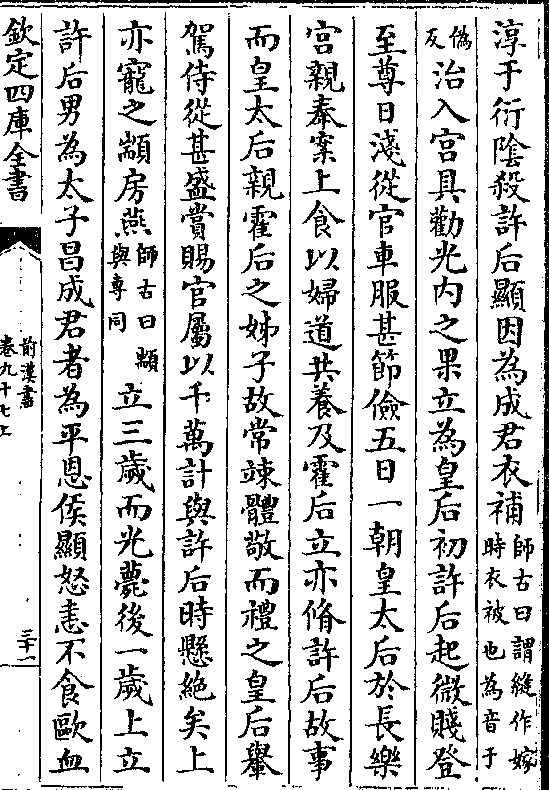 淳于衍陰殺許后顯因為成君衣補師古曰謂縫作嫁時衣被也為音于
偽反治入宫具勸光内之果立為皇后初許后起微賤登
至尊日淺從官車服甚節儉五日一朝皇太后於長樂
宫親奉案上食以婦道共養及霍后立亦脩許后故事
而皇太后親霍后之姊子故常竦體敬而禮之皇后轝
駕侍從甚盛賞賜官屬以千萬計與許后時懸絶矣上
亦寵之顓房燕師古曰顓與專同立三歲而光薨後一歲上立
許后男為太子昌成君者為平恩侯顯怒恚不食歐血
欽定四庫全書
前漢書
卷九十七上
三十一